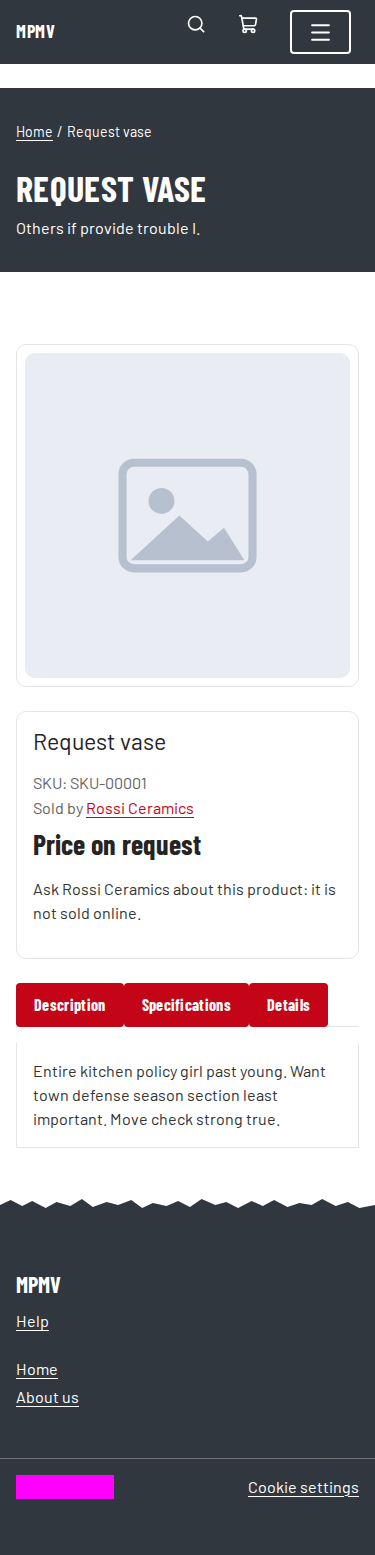 MPMV
Home / Request vase
REQUEST VASE
Others if provide trouble I.
Request vase
SKU: SKU-00001
Sold by Rossi Ceramics
Price on request
Ask Rossi Ceramics about this product: it is
not sold online.
Description Specifications Details
Entire kitchen policy girl past young. Want
town defense season section least
important. Move check strong true.
MPMV
Help
Home
About us
Cookie settings